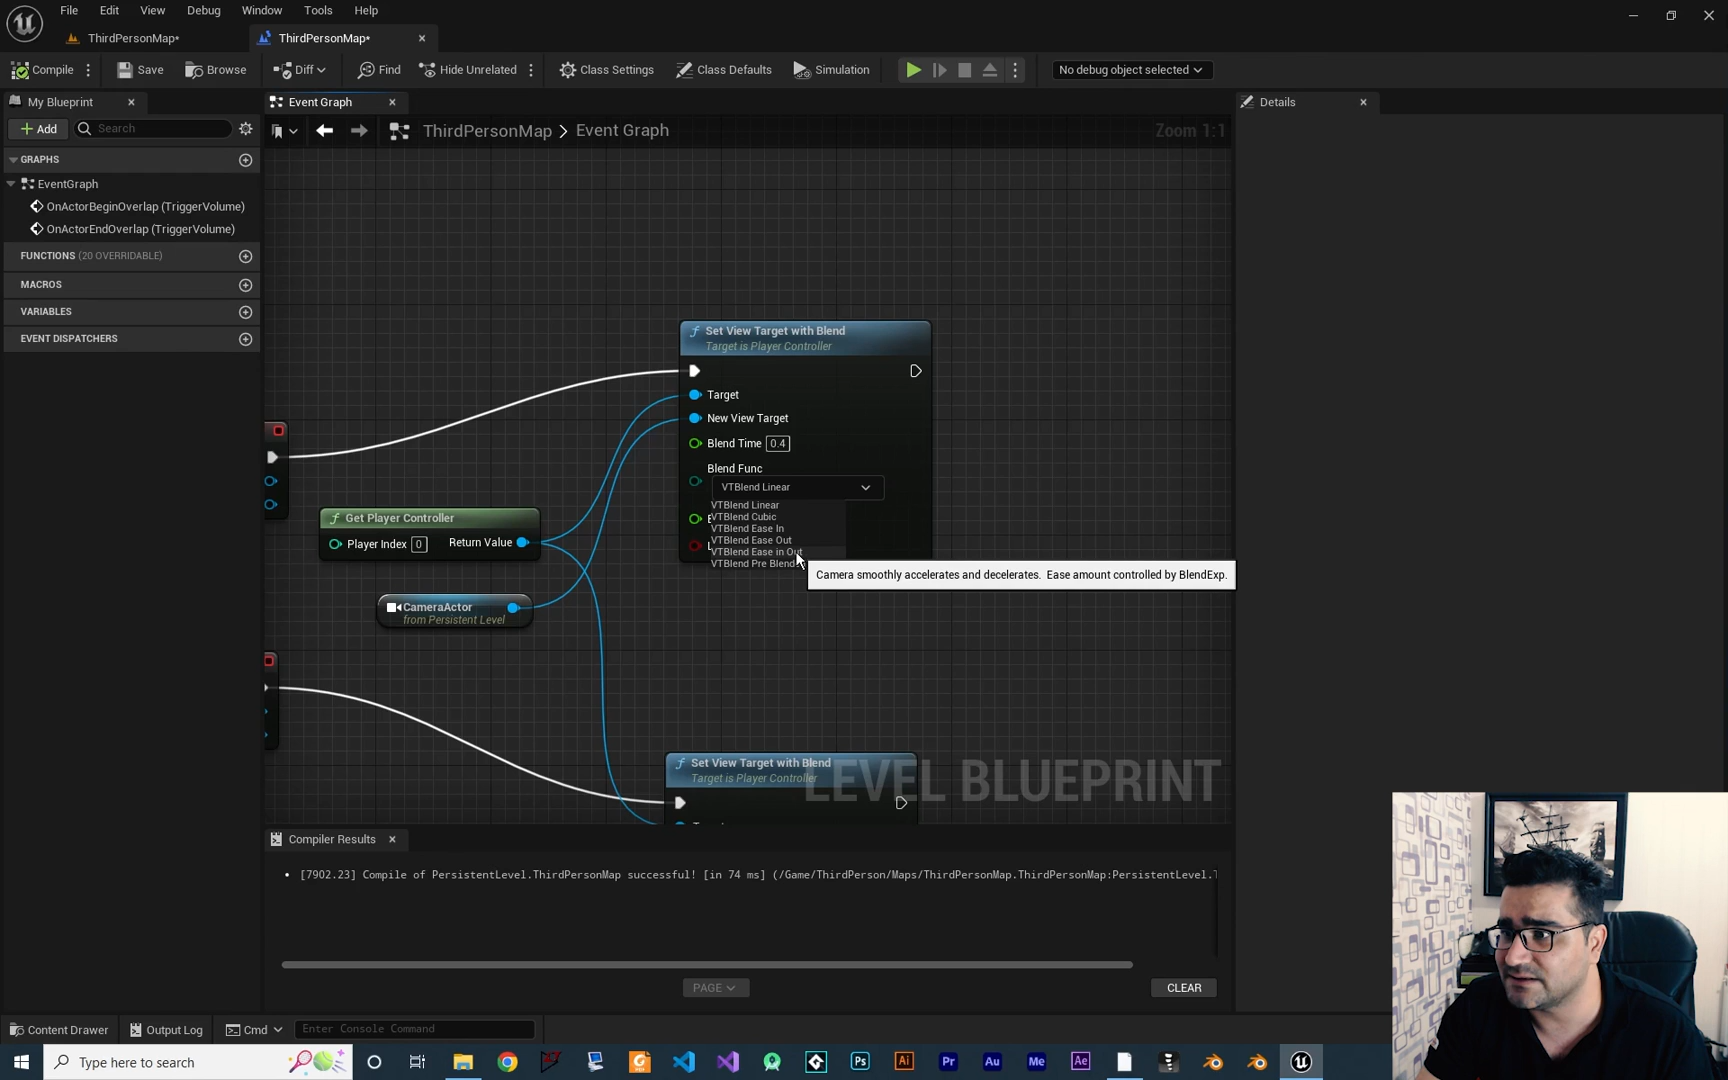 File Edit View Debug Window Tools Help
ThirdPersonMap* ThirdPersonMap*
Compile Save Browse Diff Find Hide Unrelated Class Settings Class Defaults Simulation No debug object selected
My Blueprint Event Graph Details
Add Search ThirdPersonMap > Event Graph Zoom 1:1
GRAPHS
EventGraph
OnActorBeginOverlap (TriggerVolume)
OnActorEndOverlap (TriggerVolume)
FUNCTIONS (20 OVERRIDABLE)
MACROS
VARIABLES
EVENT DISPATCHERS
Set View Target with Blend
Target is Player Controller
Target
New View Target
Blend Time 0.4
Blend Func
VTBlend Linear
VTBlend Linear
VTBlend Cubic
VTBlend Ease In
VTBlend Ease Out
VTBlend Ease in Out
VTBlend Pre Blend
Camera smoothly accelerates and decelerates. Ease amount controlled by BlendExp.
Get Player Controller
Player Index 0 Return Value
CameraActor
from Persistent Level
Set View Target with Blend
Target is Player Controller
LEVEL BLUEPRINT
Compiler Results
[7902.23] Compile of PersistentLevel.ThirdPersonMap successful! [in 74 ms] (/Game/ThirdPerson/Maps/ThirdPersonMap.ThirdPersonMap:PersistentLevel.
PAGE CLEAR
Content Drawer Output Log Cmd Enter Console Command
Type here to search Ps Ai Pr Au Me Ae